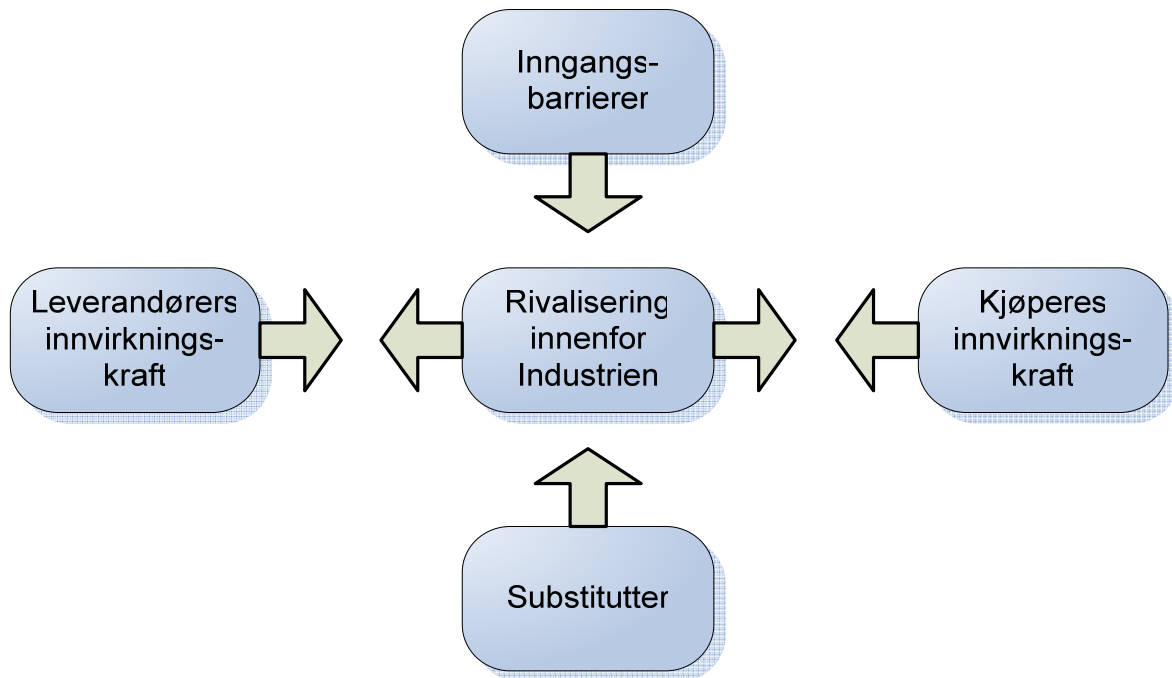 Inngangs-
barrierer
Leverandørers
innvirknings-
kraft
Rivalisering
innenfor
Industrien
Kjøperes
innvirknings-
kraft
Substitutter